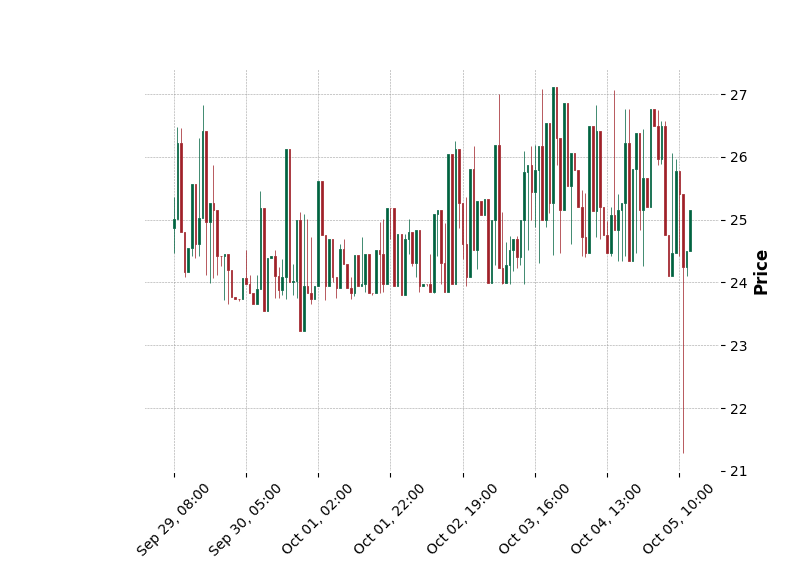 27
26
25
24
23
22
21
Price
Sep 29, 08:00
Sep 30, 05:00
Oct 01, 02:00
Oct 01, 22:00
Oct 02, 19:00
Oct 03, 16:00
Oct 04, 13:00
Oct 05, 10:00